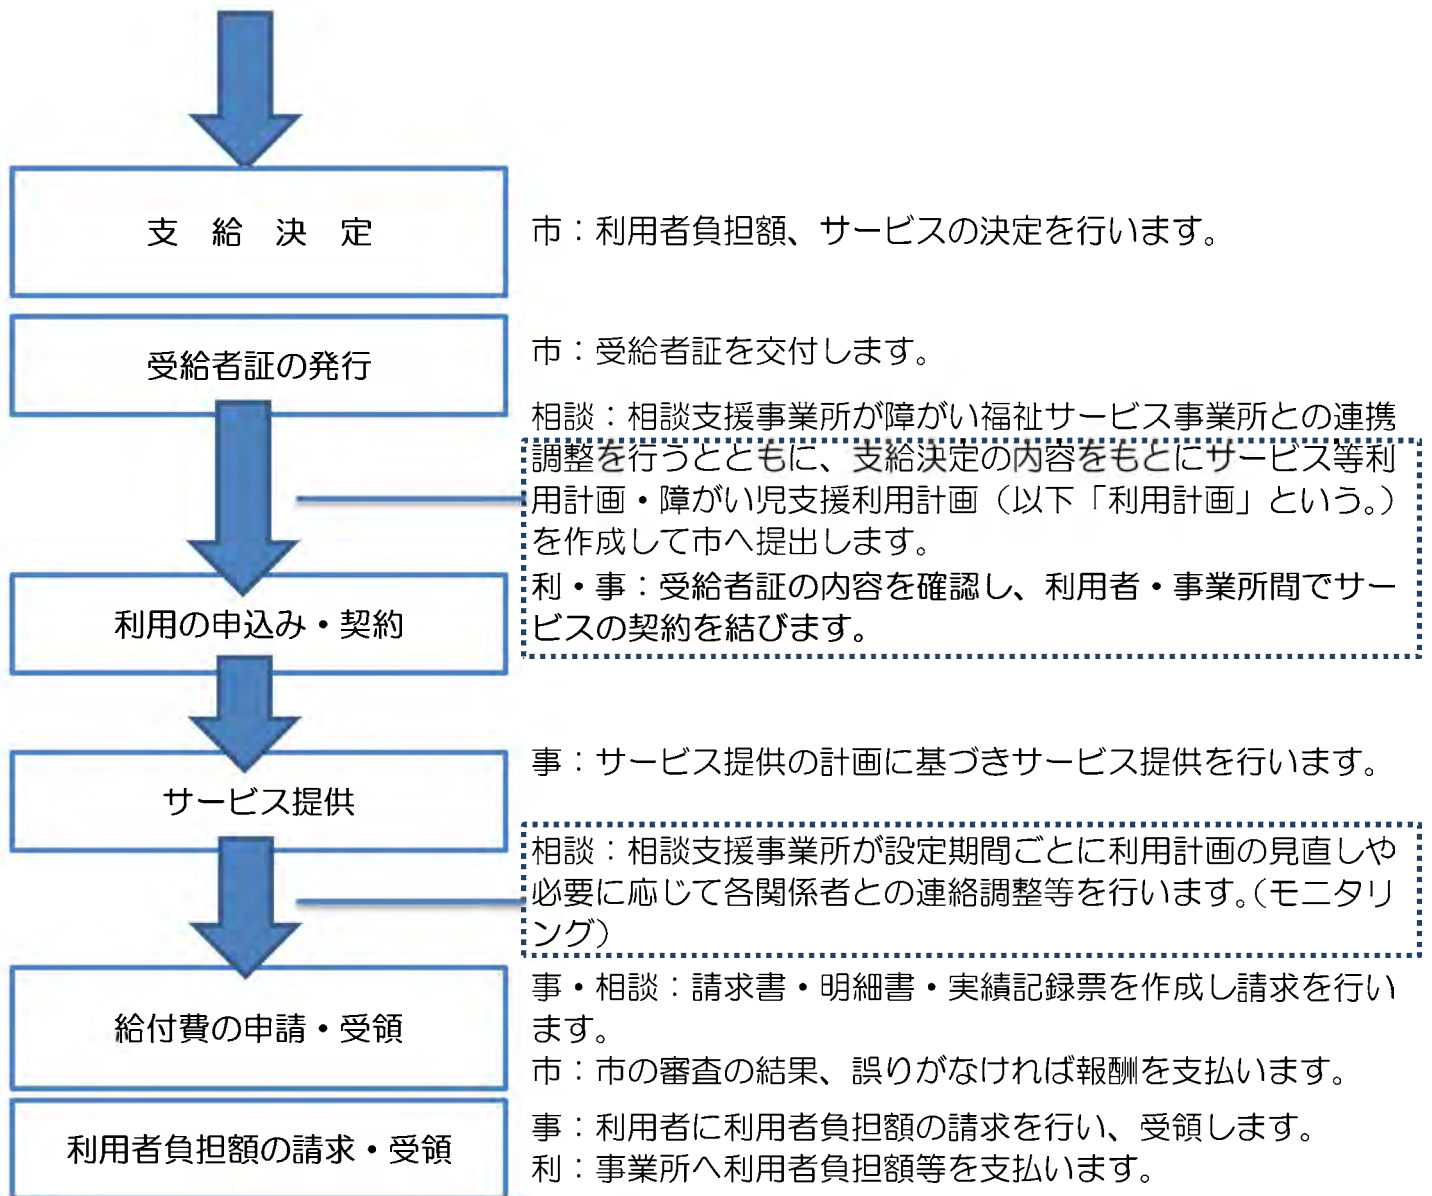 支 給 決 定
市：利用者負担額、サービスの決定を行います。
受給者証の発行
市：受給者証を交付します。
相談：相談支援事業所が障がい福祉サービス事業所との連携
調整を行うとともに、支給決定の内容をもとにサービス等利
用計画・障がい児支援利用計画（以下「利用計画」という。）
を作成して市へ提出します。
利用の申込み・契約
利・事：受給者証の内容を確認し、利用者・事業所間でサー
ビスの契約を結びます。
サービス提供
事：サービス提供の計画に基づきサービス提供を行います。
相談：相談支援事業所が設定期間ごとに利用計画の見直しや
必要に応じて各関係者との連絡調整等を行います。（モニタリ
ング）
給付費の申請・受領
事・相談：請求書・明細書・実績記録票を作成し請求を行い
ます。
市：市の審査の結果、誤りがなければ報酬を支払います。
利用者負担額の請求・受領
事：利用者に利用者負担額の請求を行い、受領します。
利：事業所へ利用者負担額等を支払います。